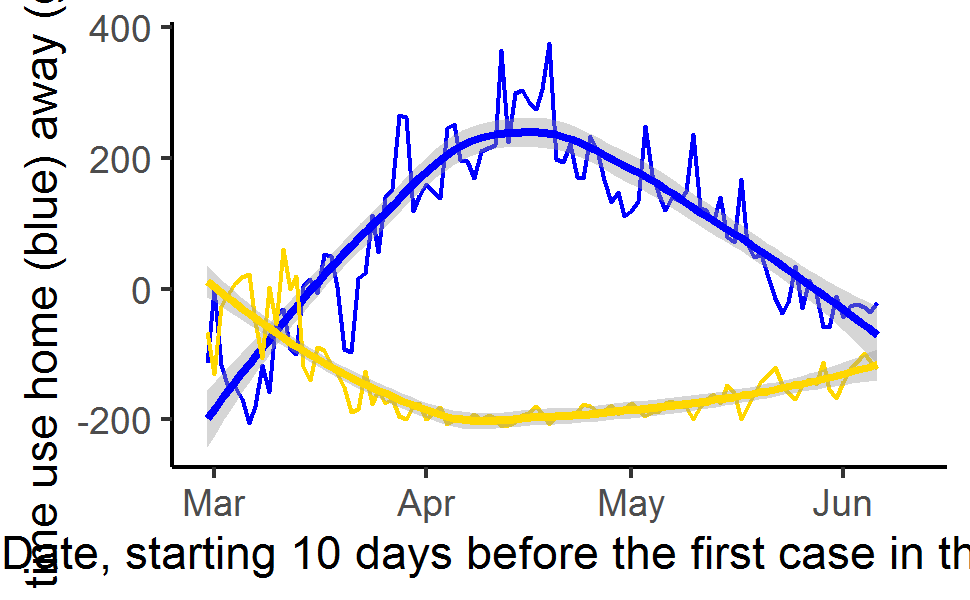 time use home (blue) away (
400
200
0
-200
Mar Apr May Jun
Date, starting 10 days before the first case in th